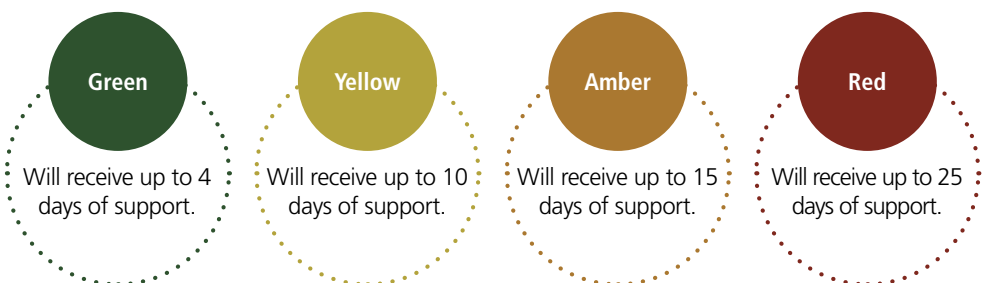 Green
Will receive up to 4
days of support.
Yellow
Will receive up to 10
days of support.
Amber
Will receive up to 15
days of support.
Red
Will receive up to 25
days of support.